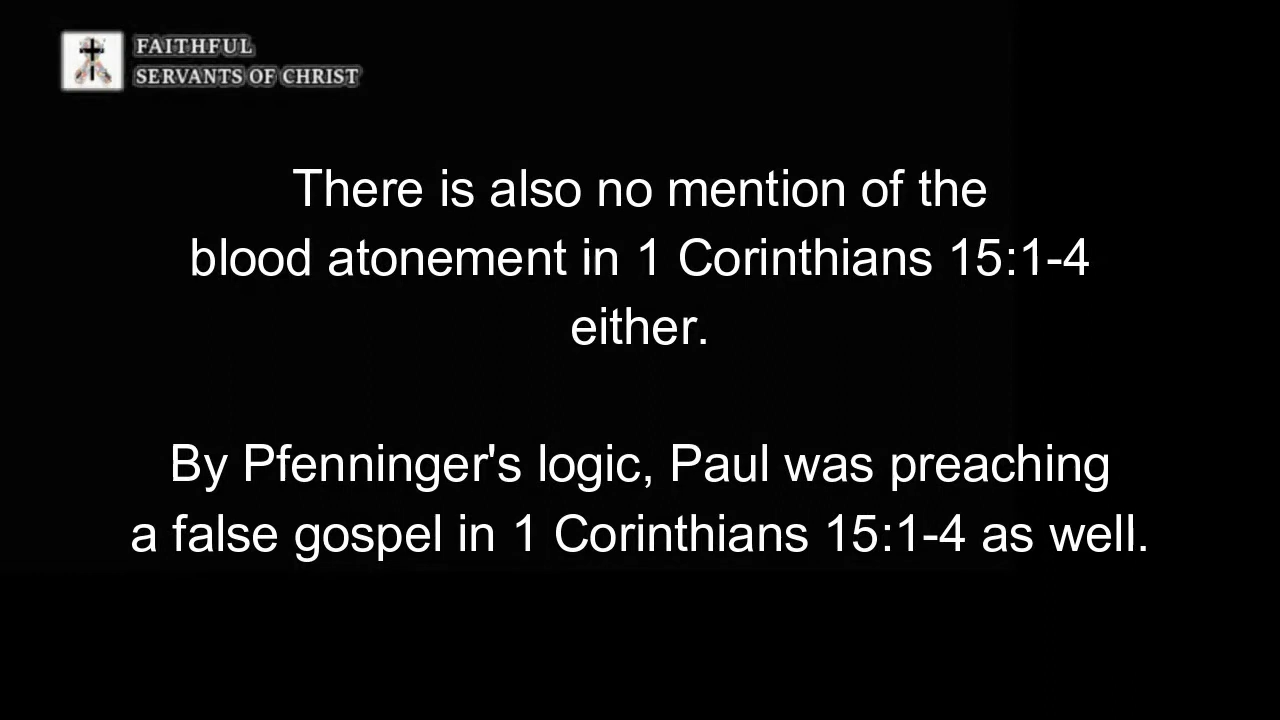 FAITHFUL
SERVANTS OF CHRIST
There is also no mention of the
blood atonement in 1 Corinthians 15:1-4
either.
By Pfenninger's logic, Paul was preaching
a false gospel in 1 Corinthians 15:1-4 as well.